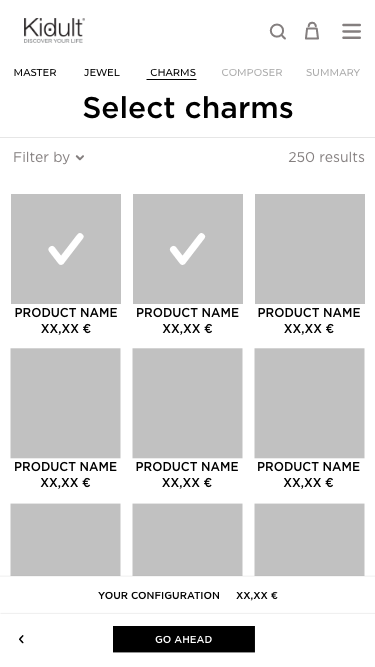 Kidult
DISCOVER YOUR LIFE.
MASTER JEWEL CHARMS COMPOSER SUMMARY
Select charms
Filter by 250 results
PRODUCT NAME PRODUCT NAME PRODUCT NAME
XX,XX € XX,XX € XX,XX €
PRODUCT NAME PRODUCT NAME PRODUCT NAME
XX,XX € XX,XX € XX,XX €
YOUR CONFIGURATION XX,XX €
GO AHEAD